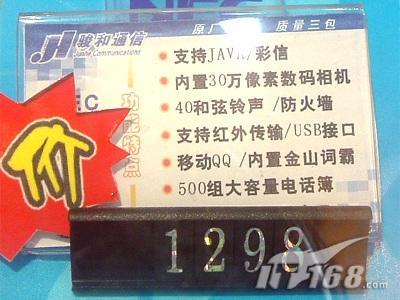 JH 骏和通信
Junhe Communications
原厂 质量三包
支持JAVA/彩信
内置30万像素数码相机
40和弦铃声/防火墙
支持红外传输/USB接口
移动QQ/内置金山词霸
500组大容量电话簿
功能特点
价
1298
IT168.com